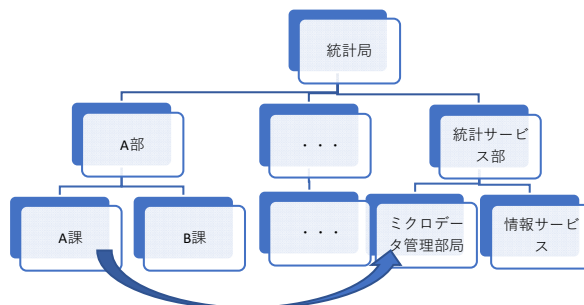 統計局
A部
・・・
統計サービ
ス部
A課
B課
・・・
ミクロデー
タ管理部局
情報サービ
ス